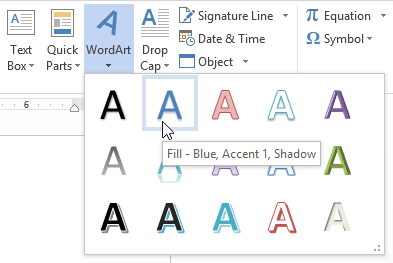 Text Box
Quick Parts
WordArt
Drop Cap
Signature Line
Date & Time
Object
π Equation
Ω Symbol
6
A A A A A
Fill - Blue, Accent 1, Shadow
A A A A A
A A A A A